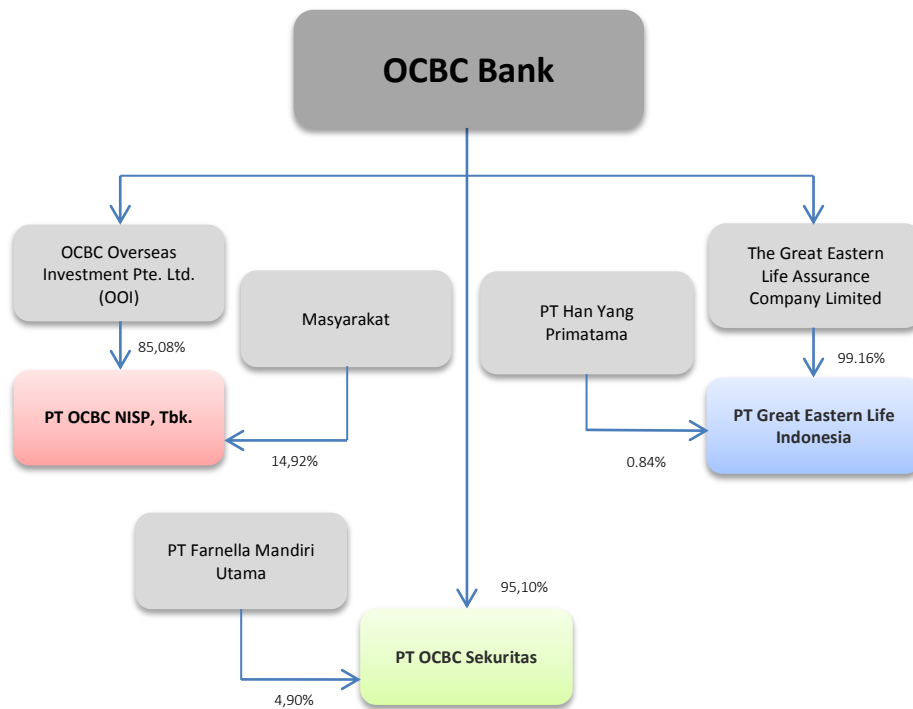 OCBC Bank
OCBC Overseas
Investment Pte. Ltd.
(OOI)
Masyarakat
PT Han Yang
Primatama
The Great Eastern
Life Assurance
Company Limited
85,08%
99.16%
PT OCBC NISP, Tbk.
PT Great Eastern Life
Indonesia
14,92%
0.84%
PT Farnella Mandiri
Utama
95,10%
PT OCBC Sekuritas
4,90%